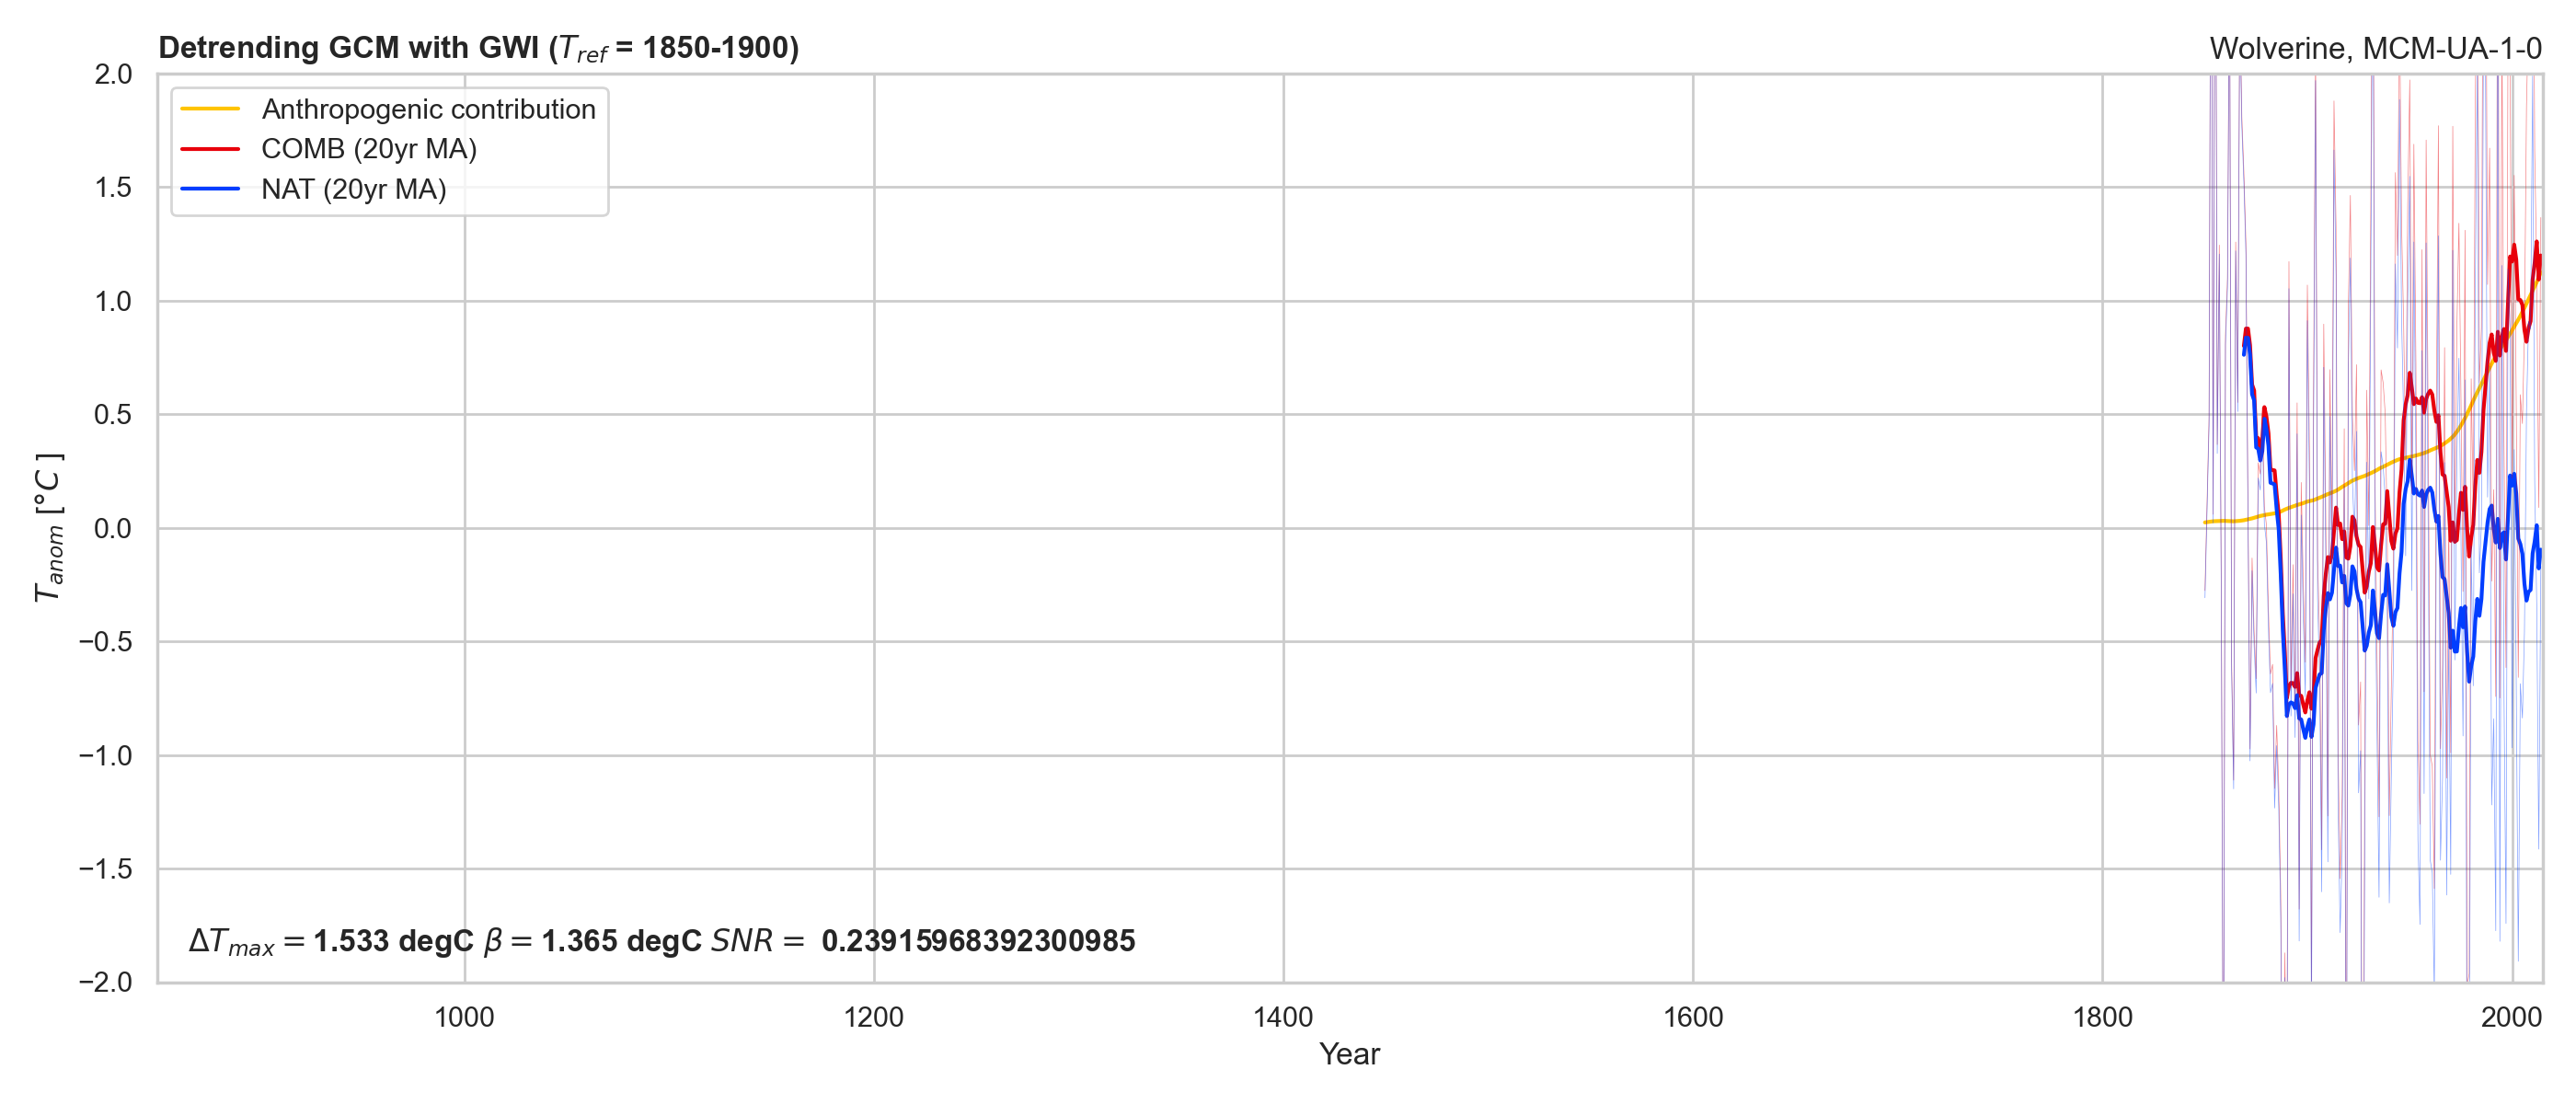 Detrending GCM with GWI (T_ref = 1850-1900)
Wolverine, MCM-UA-1-0
Anthropogenic contribution
COMB (20yr MA)
NAT (20yr MA)
2.0
1.5
1.0
0.5
0.0
−0.5
−1.0
−1.5
−2.0
T_anom [°C ]
ΔT_max = 1.533 degC β = 1.365 degC SNR = 0.23915968392300985
1000
1200
1400
1600
1800
2000
Year